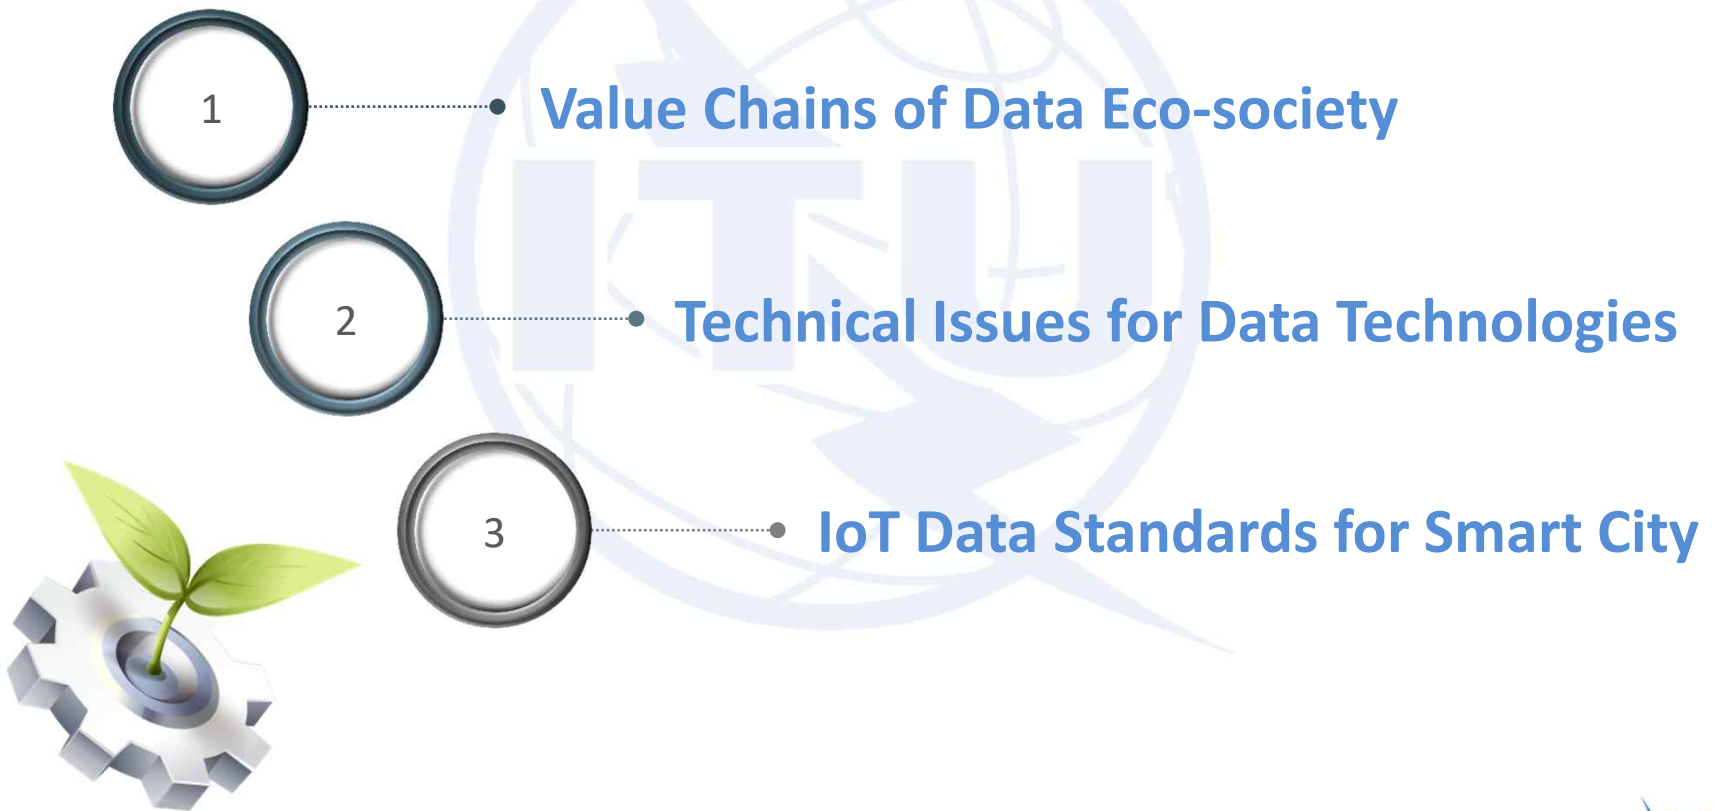 1
Value Chains of Data Eco-society
ITU
2
Technical Issues for Data Technologies
3
IoT Data Standards for Smart City